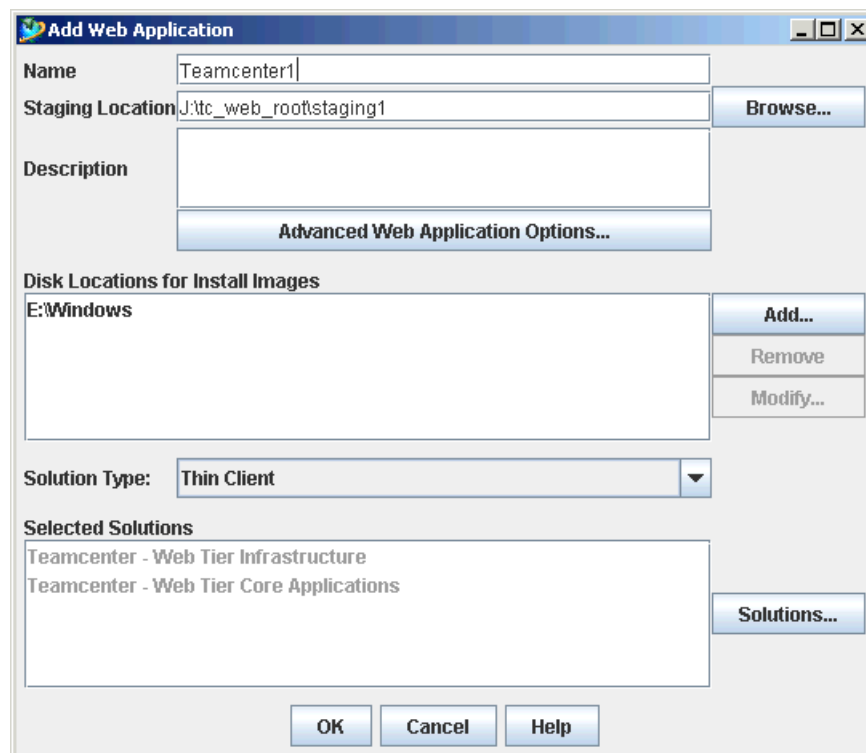 Add Web Application
Name Teamcenter1
Staging Location J:\tc_web_root\staging1 Browse...
Description
Advanced Web Application Options...
Disk Locations for Install Images
E:\Windows
Add...
Remove
Modify...
Solution Type: Thin Client
Selected Solutions
Teamcenter - Web Tier Infrastructure
Teamcenter - Web Tier Core Applications
Solutions...
OK Cancel Help